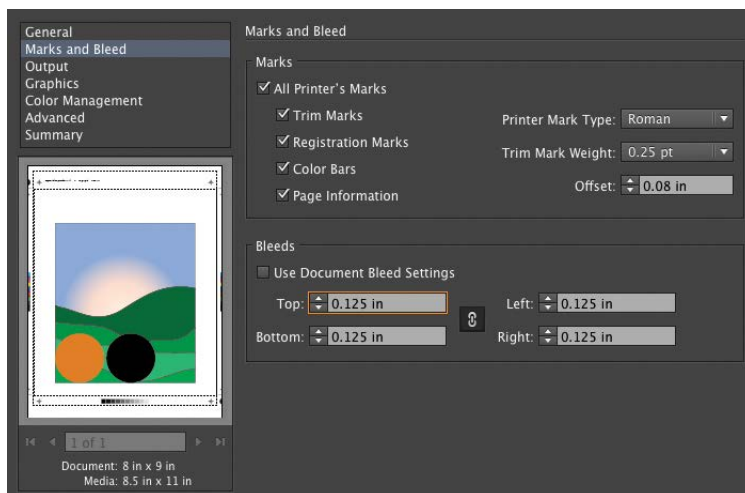 General
Marks and Bleed
Output
Graphics
Color Management
Advanced
Summary
1 of 1
Document: 8 in x 9 in
Media: 8.5 in x 11 in
Marks and Bleed
Marks
All Printer's Marks
Trim Marks
Registration Marks
Color Bars
Page Information
Printer Mark Type: Roman
Trim Mark Weight: 0.25 pt
Offset: 0.08 in
Bleeds
Use Document Bleed Settings
Top: 0.125 in Left: 0.125 in
Bottom: 0.125 in Right: 0.125 in